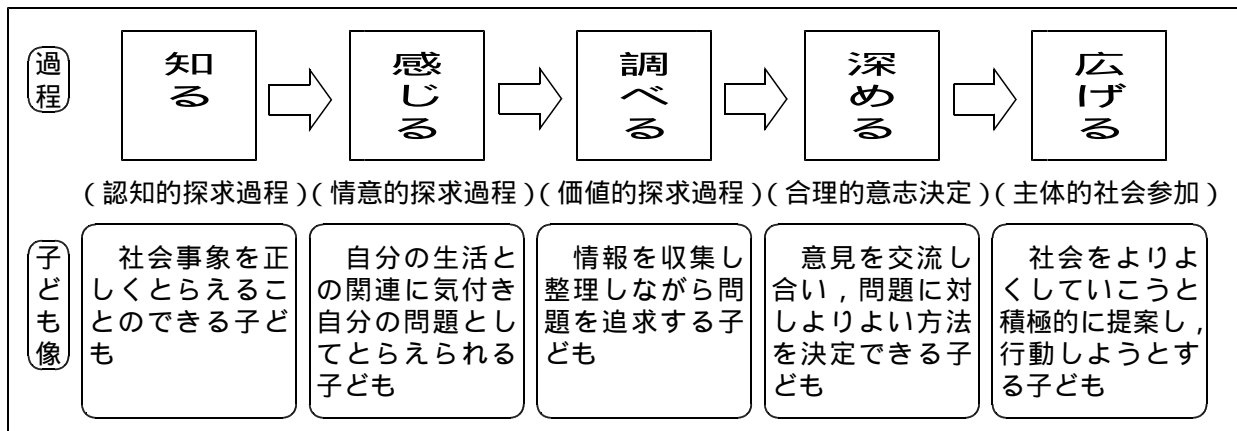 過程
知る
感じる
調べる
深める
広げる
(認知的探求過程)(情意的探求過程)(価値的探求過程)(合理的意志決定)(主体的社会参加)
子ども像
社会事象を正
しくとらえるこ
とのできる子ど
も
自分の生活と
の関連に気付き
自分の問題とし
てとらえられる
子ども
情報を収集し
整理しながら問
題を追求する子
ども
意見を交流し
合い,問題に対
しよりよい方法
を決定できる子
ども
社会をよりよ
くしていこうと
積極的に提案し,
行動しようとす
る子ども